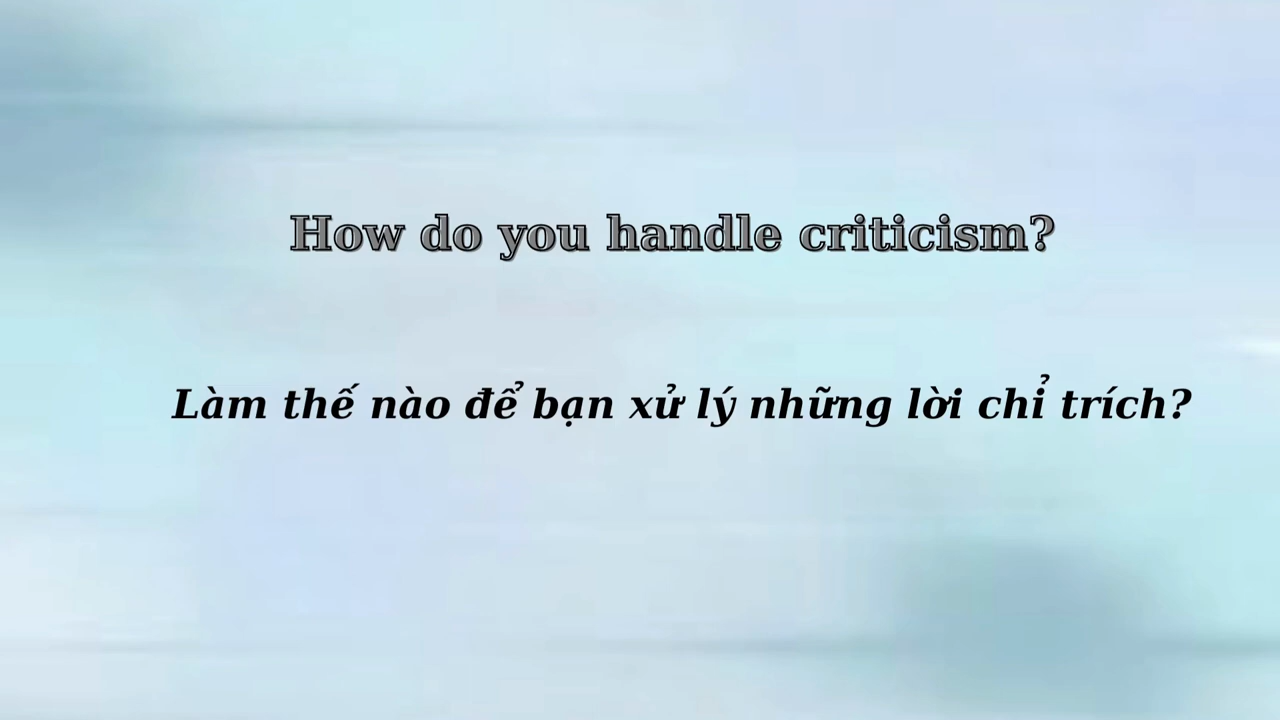 How do you handle criticism?
Làm thế nào để bạn xử lý những lời chỉ trích?